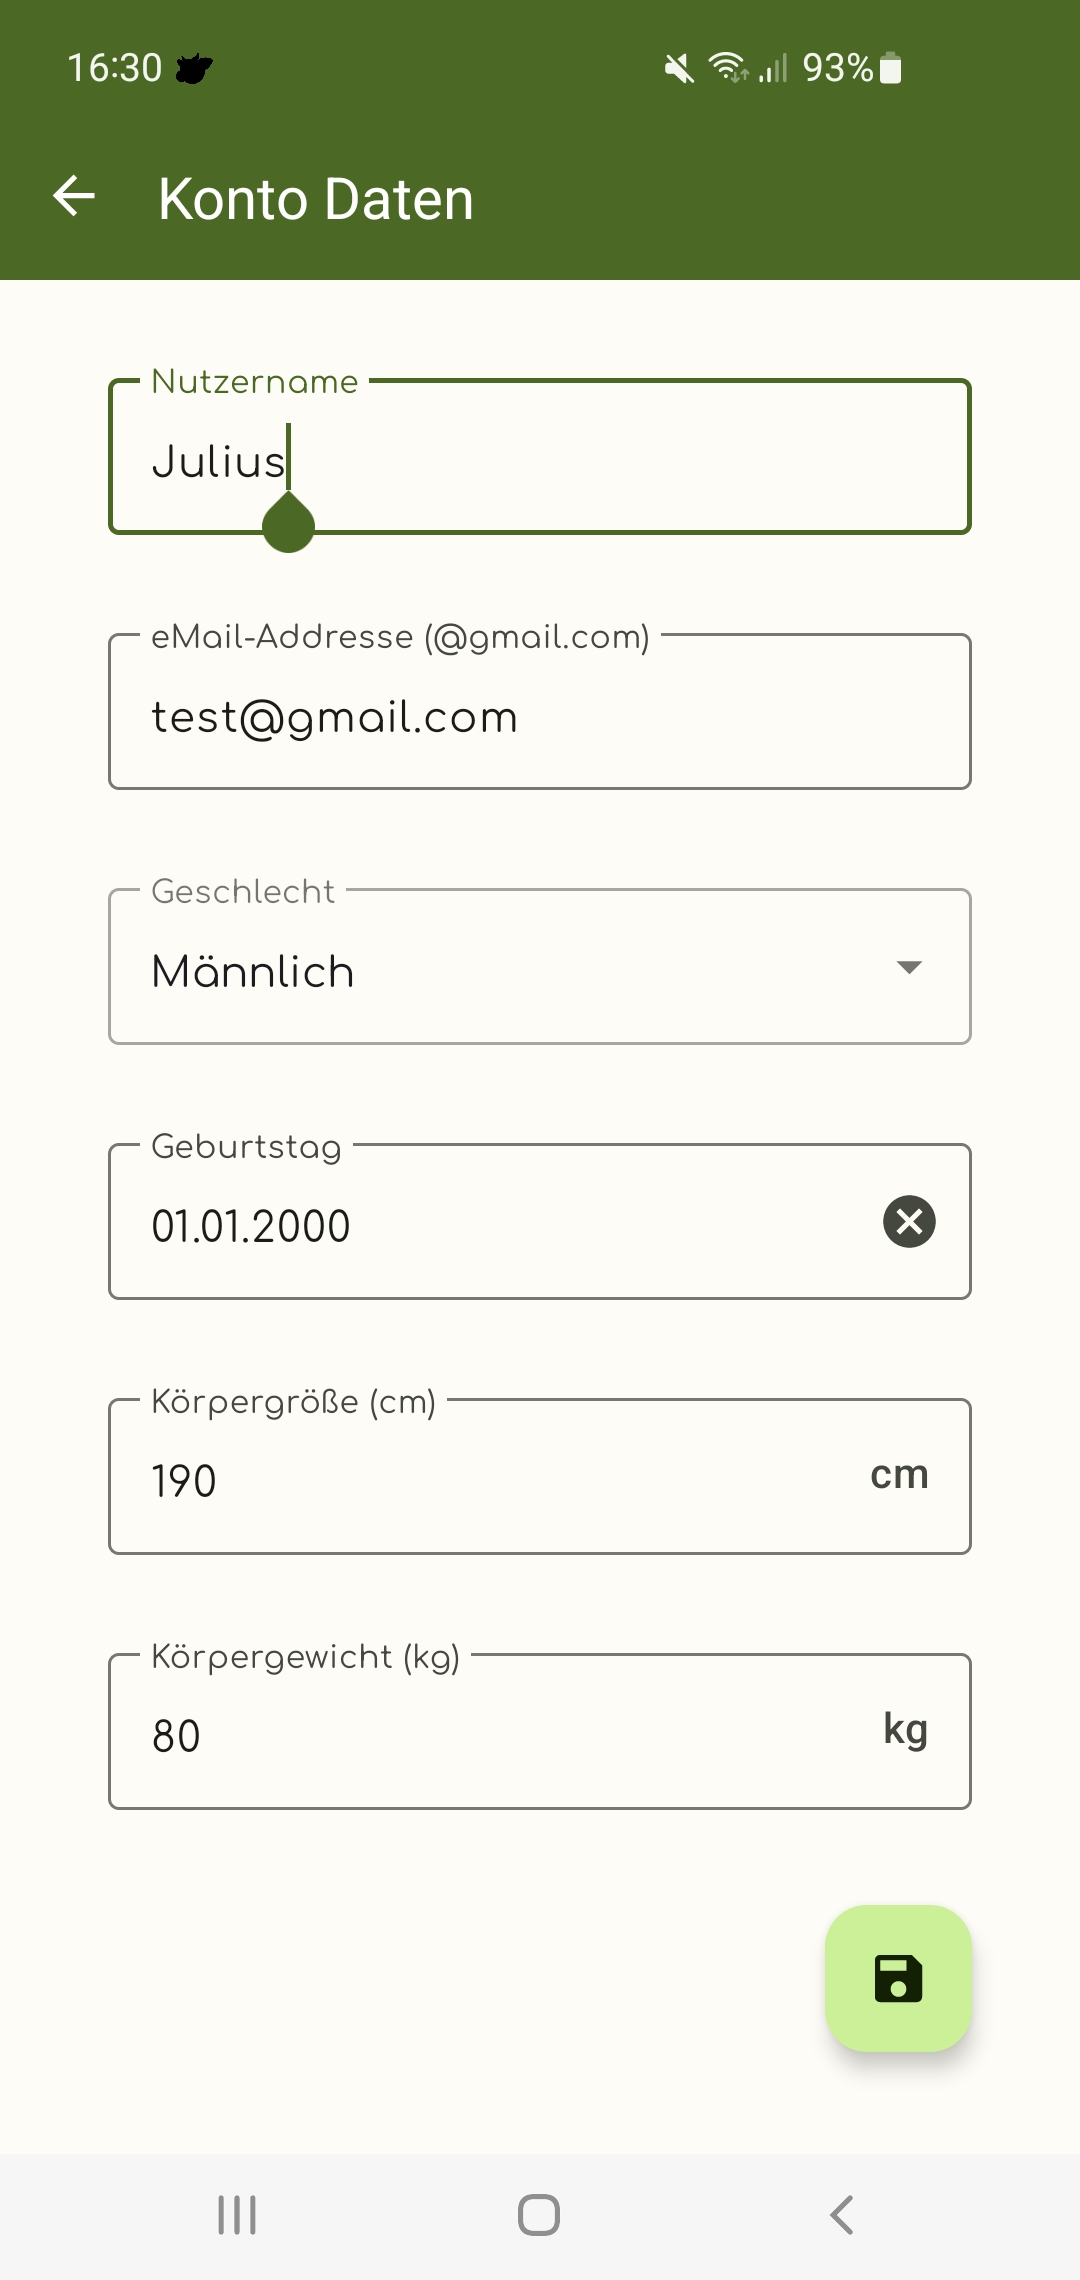 16:30 93%
Konto Daten
Nutzername
Julius
eMail-Addresse (@gmail.com)
test@gmail.com
Geschlecht
Männlich
Geburtstag
01.01.2000
Körpergröße (cm)
190 cm
Körpergewicht (kg)
80 kg